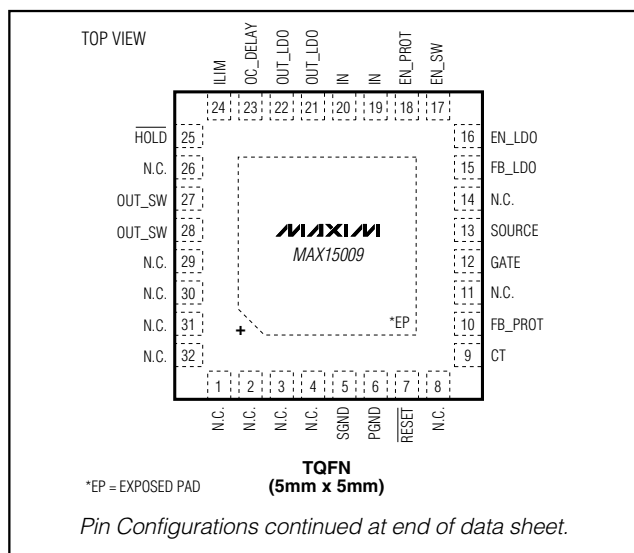 TOP VIEW
ILIM
OC_DELAY
OUT_LDO
OUT_LDO
IN
IN
EN_PROT
EN_SW
24 23 22 21 20 19 18 17
HOLD 25
N.C. 26
OUT_SW 27
OUT_SW 28
N.C. 29
N.C. 30
N.C. 31
N.C. 32
16 EN_LDO
15 FB_LDO
14 N.C.
13 SOURCE
12 GATE
11 N.C.
10 FB_PROT
9 CT
MAXIM
MAX15009
+
*EP
1 2 3 4 5 6 7 8
N.C.
N.C.
N.C.
N.C.
SGND
PGND
RESET
N.C.
TQFN
(5mm x 5mm)
*EP = EXPOSED PAD
Pin Configurations continued at end of data sheet.